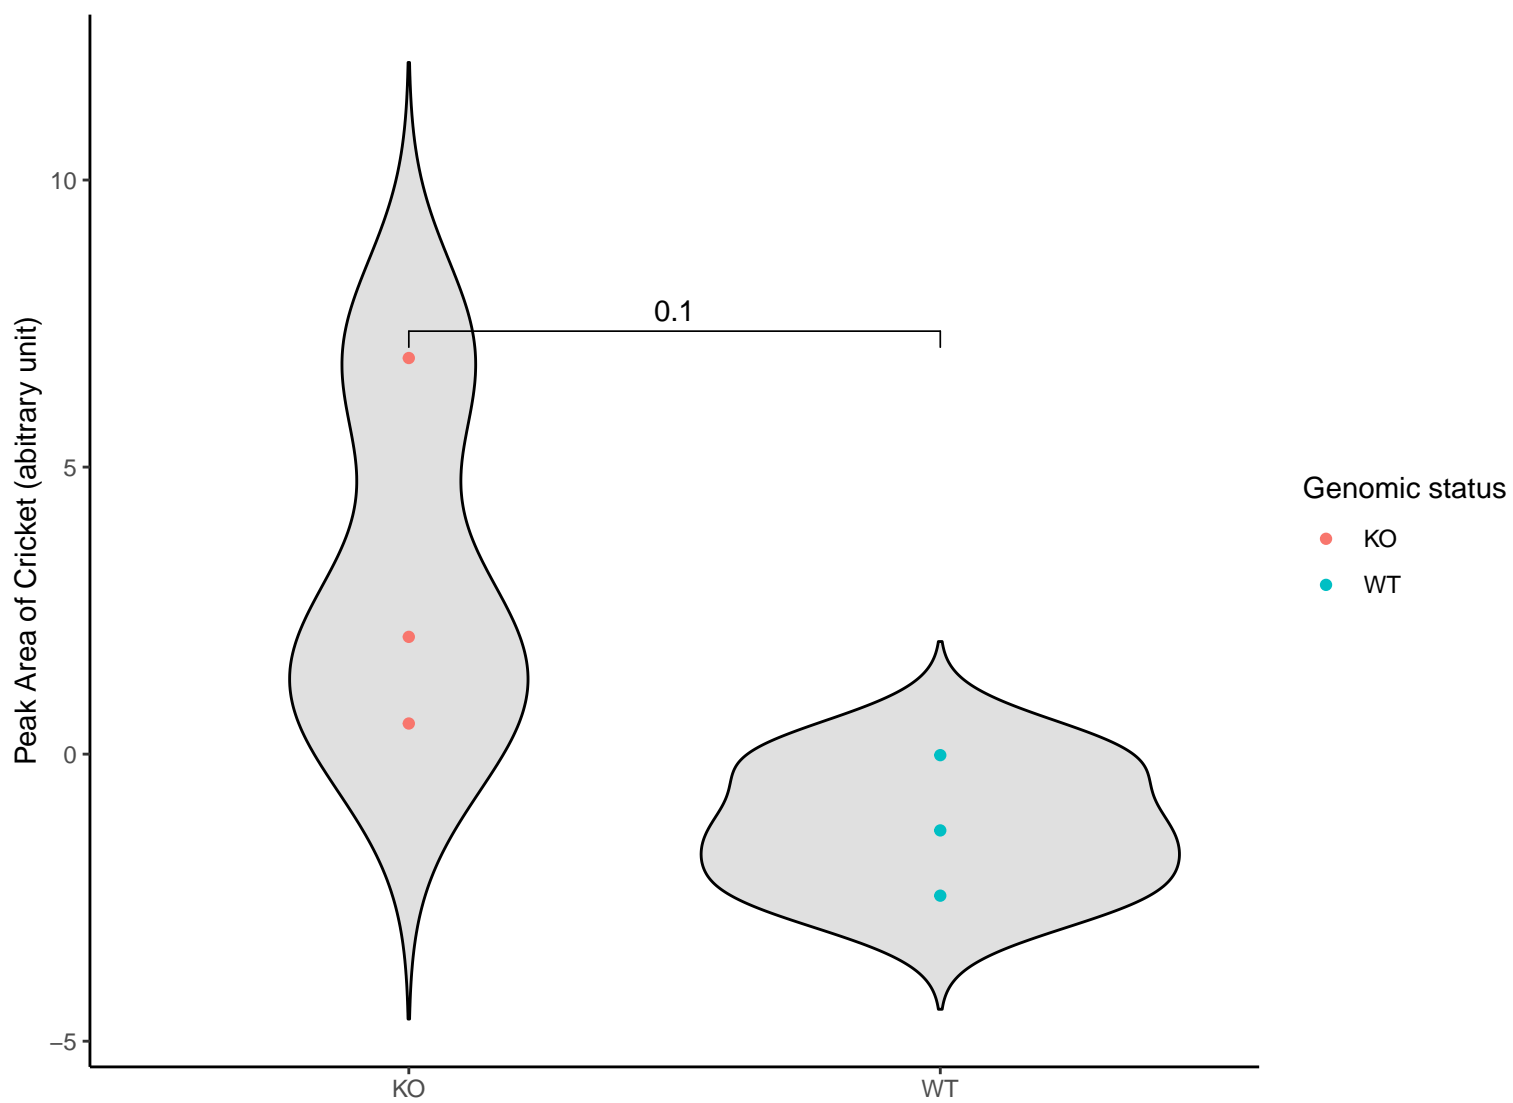 Peak Area of Cricket (abitrary unit)
10
5
0
−5
0.1
KO
WT
Genomic status
KO
WT